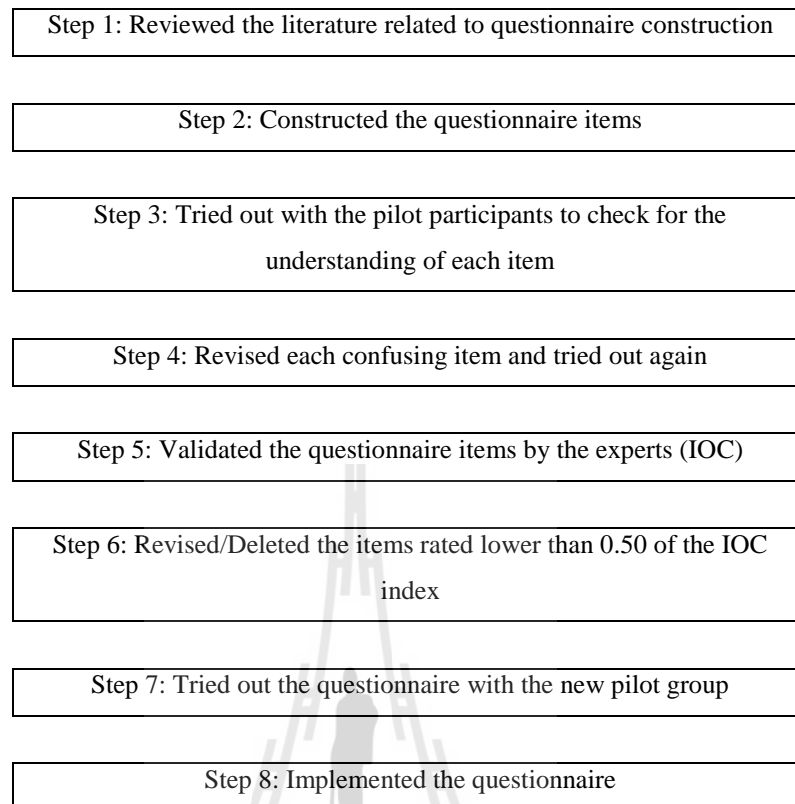 Step 1: Reviewed the literature related to questionnaire construction
Step 2: Constructed the questionnaire items
Step 3: Tried out with the pilot participants to check for the
understanding of each item
Step 4: Revised each confusing item and tried out again
Step 5: Validated the questionnaire items by the experts (IOC)
Step 6: Revised/Deleted the items rated lower than 0.50 of the IOC
index
Step 7: Tried out the questionnaire with the new pilot group
Step 8: Implemented the questionnaire